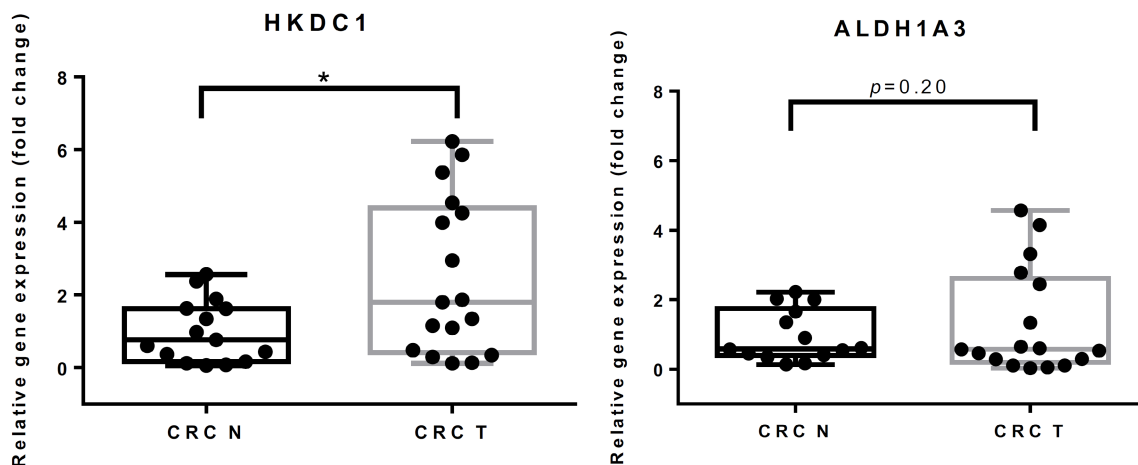 HKDC1
Relative gene expression (fold change)
8
6
4
2
0
*
CRC N
CRC T
ALDH1A3
Relative gene expression (fold change)
8
6
4
2
0
p=0.20
CRC N
CRC T